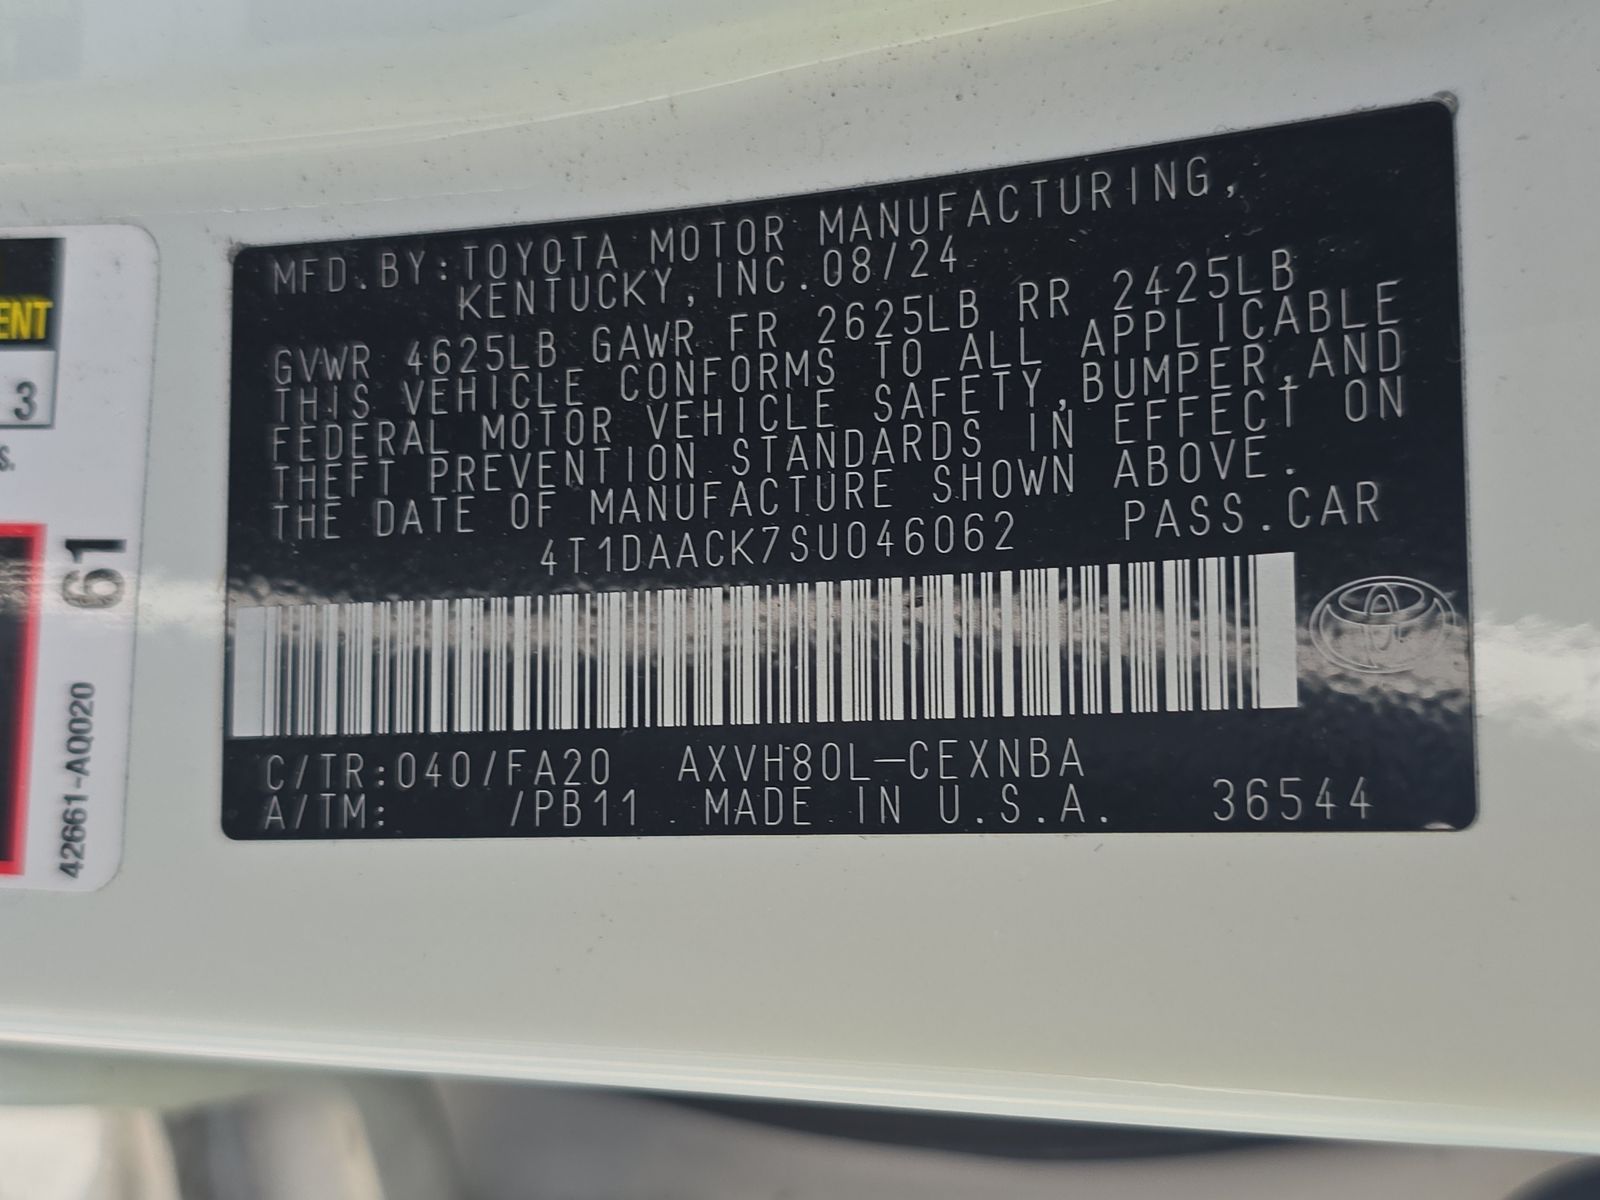 MFD.BY:TOYOTA MOTOR MANUFACTURING,
KENTUCKY, INC. 08/24
GVWR 4625LB GAWR FR 2625LB RR 2425LB
THIS VEHICLE CONFORMS TO ALL APPLICABLE
FEDERAL MOTOR VEHICLE SAFETY,BUMPER,AND
THEFT PREVENTION STANDARDS IN EFFECT ON
THE DATE OF MANUFACTURE SHOWN ABOVE.
4T1DAACK7SU046062 PASS.CAR
C/TR:040/FA20 AXVH80L-CEXNBA
A/TM: /PB11 MADE IN U.S.A. 36544
ENT
3
s.
61
42661-AQ020